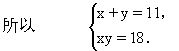 所以 { x + y = 11,
xy = 18.